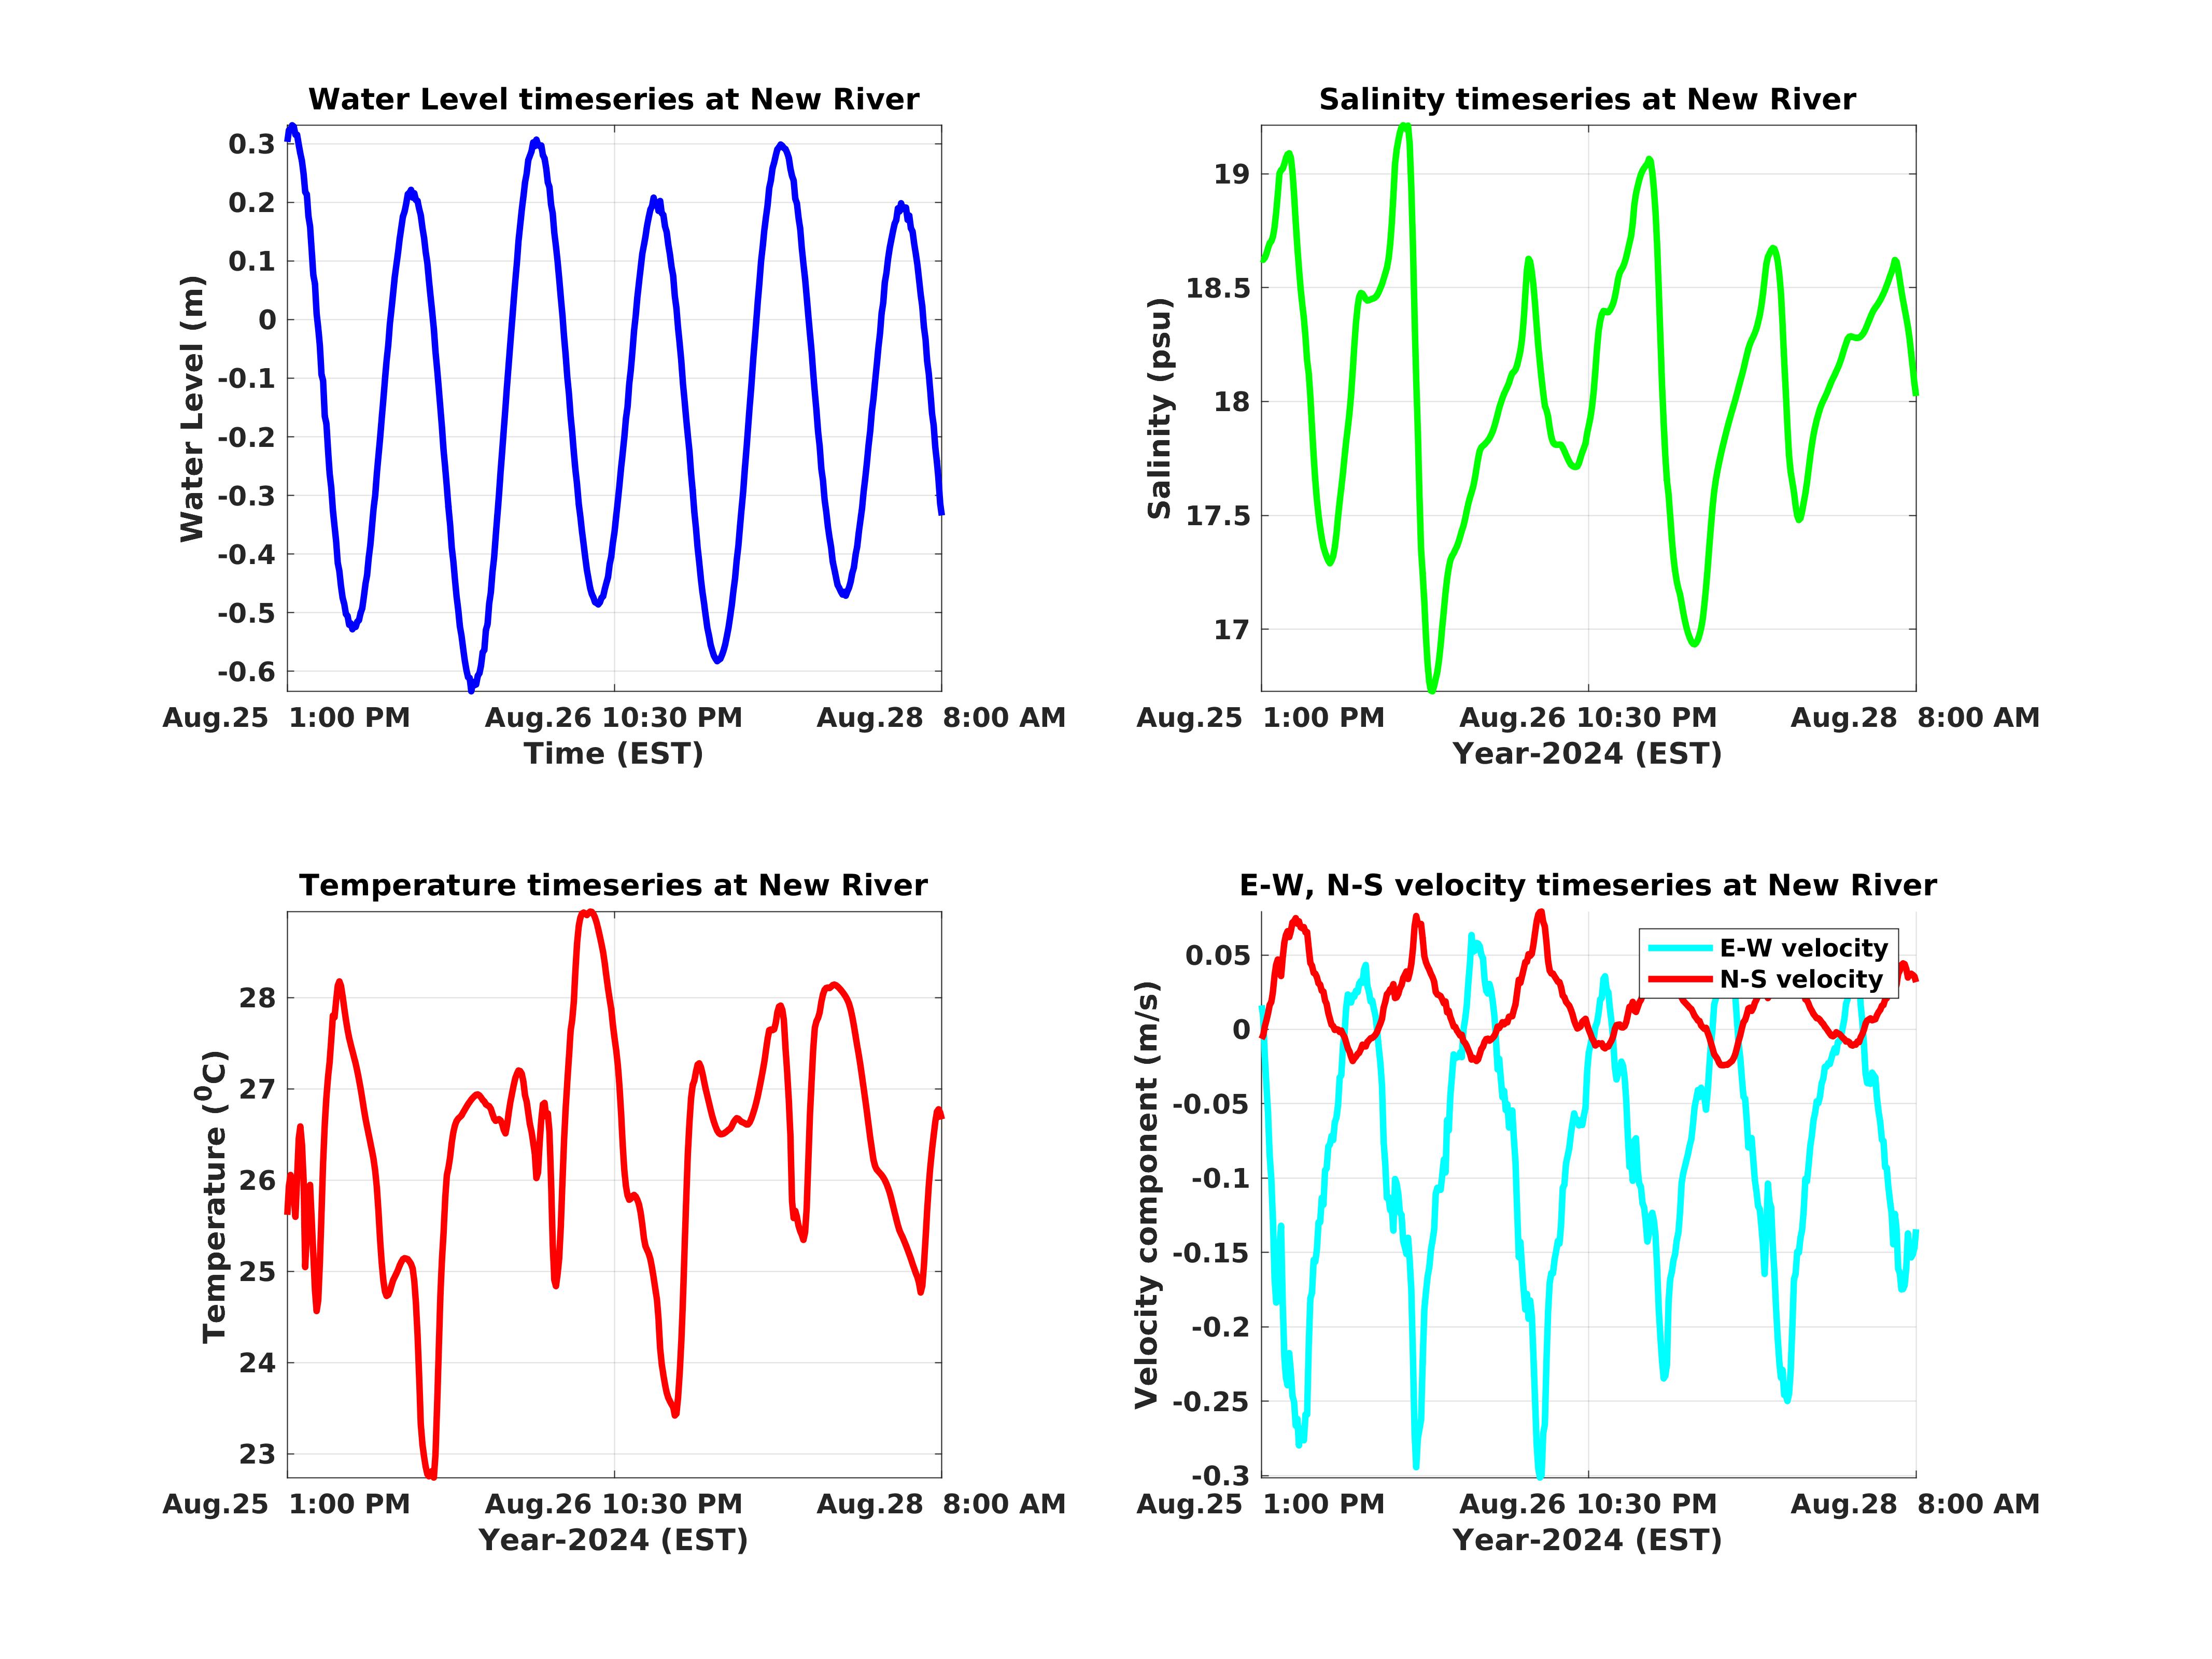 Water Level timeseries at New River
Water Level (m)
0.3
0.2
0.1
0
-0.1
-0.2
-0.3
-0.4
-0.5
-0.6
Aug.25 1:00 PM
Aug.26 10:30 PM
Aug.28 8:00 AM
Time (EST)
Salinity timeseries at New River
Salinity (psu)
19
18.5
18
17.5
17
Aug.25 1:00 PM
Aug.26 10:30 PM
Aug.28 8:00 AM
Year-2024 (EST)
Temperature timeseries at New River
Temperature (⁰C)
28
27
26
25
24
23
Aug.25 1:00 PM
Aug.26 10:30 PM
Aug.28 8:00 AM
Year-2024 (EST)
E-W, N-S velocity timeseries at New River
Velocity component (m/s)
0.05
0
-0.05
-0.1
-0.15
-0.2
-0.25
-0.3
E-W velocity
N-S velocity
Aug.25 1:00 PM
Aug.26 10:30 PM
Aug.28 8:00 AM
Year-2024 (EST)